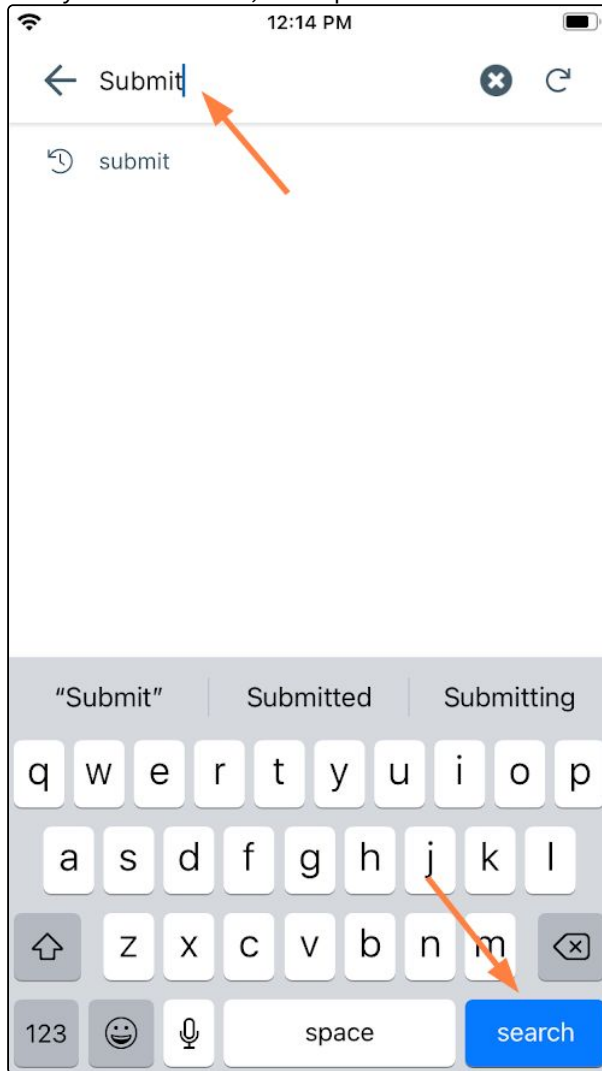 12:14 PM
Submit
submit
"Submit" Submitted Submitting
q w e r t y u i o p
a s d f g h j k l
z x c v b n m
123 space search